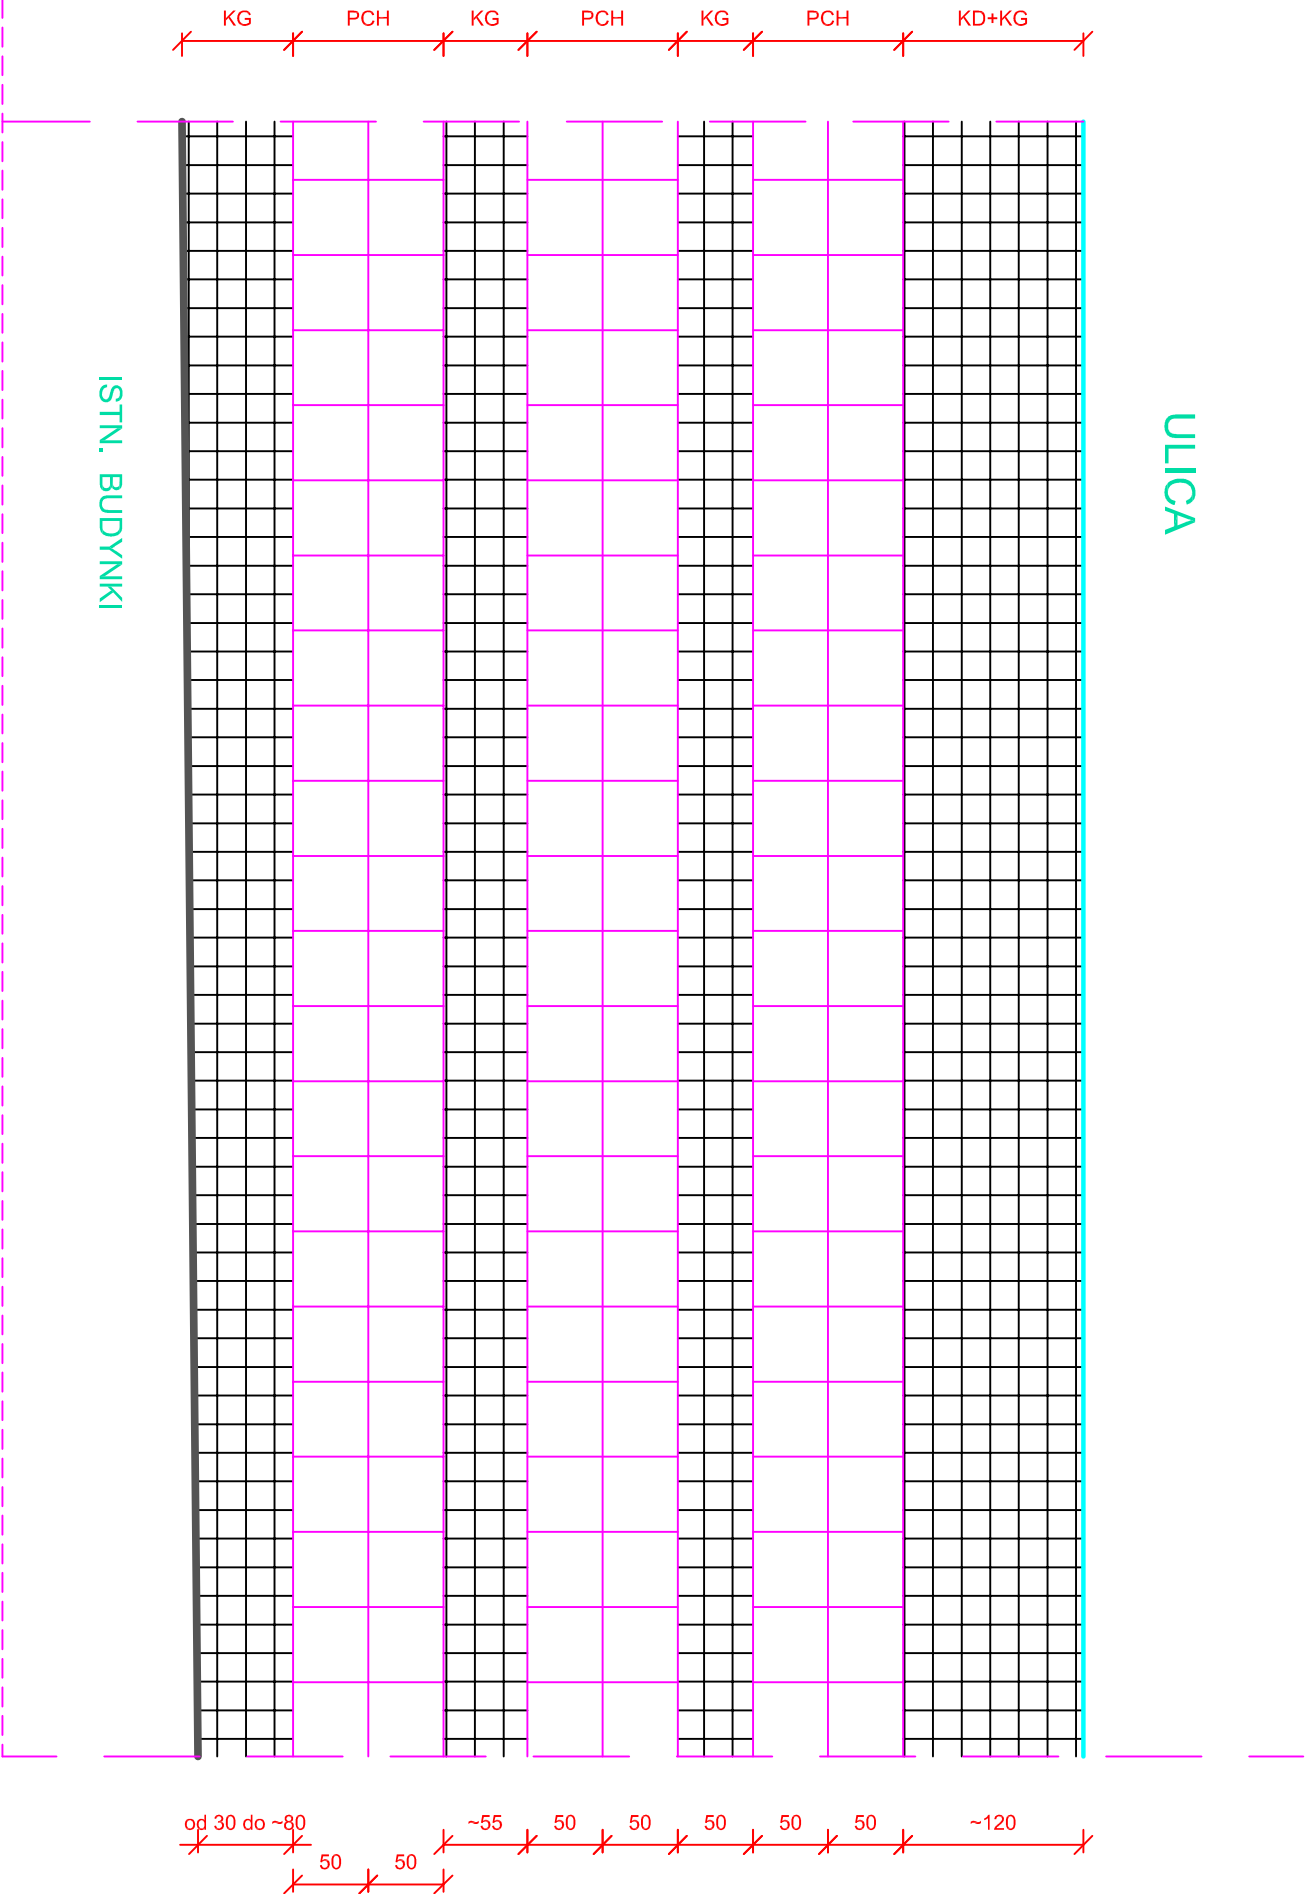 KG PCH KG PCH KG PCH KD+KG
ISTN. BUDYNKI
ULICA
od 30 do ~80 ~55 50 50 50 50 50 ~120
50 50